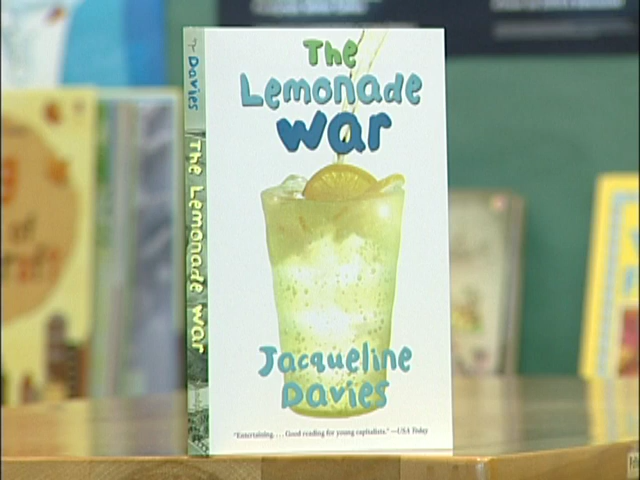 The
Lemonade
War
Jacqueline
Davies
"Entertaining. . . . Good reading for young capitalists." —USA Today
Davies
The Lemonade War